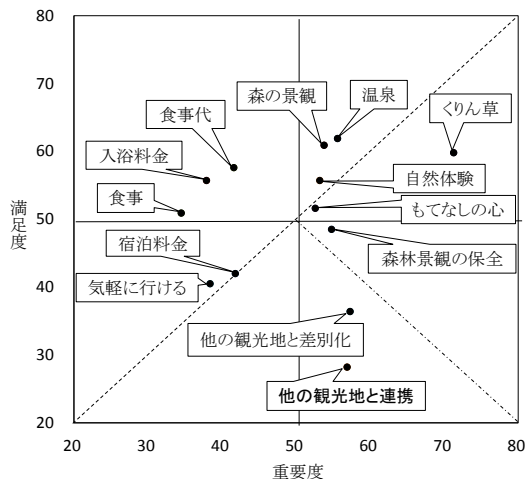 80
70
60
50
40
30
20
満足度
森の景観
温泉
くりん草
食事代
入浴料金
自然体験
食事
もてなしの心
宿泊料金
森林景観の保全
気軽に行ける
他の観光地と差別化
他の観光地と連携
20 30 40 50 60 70 80
重要度